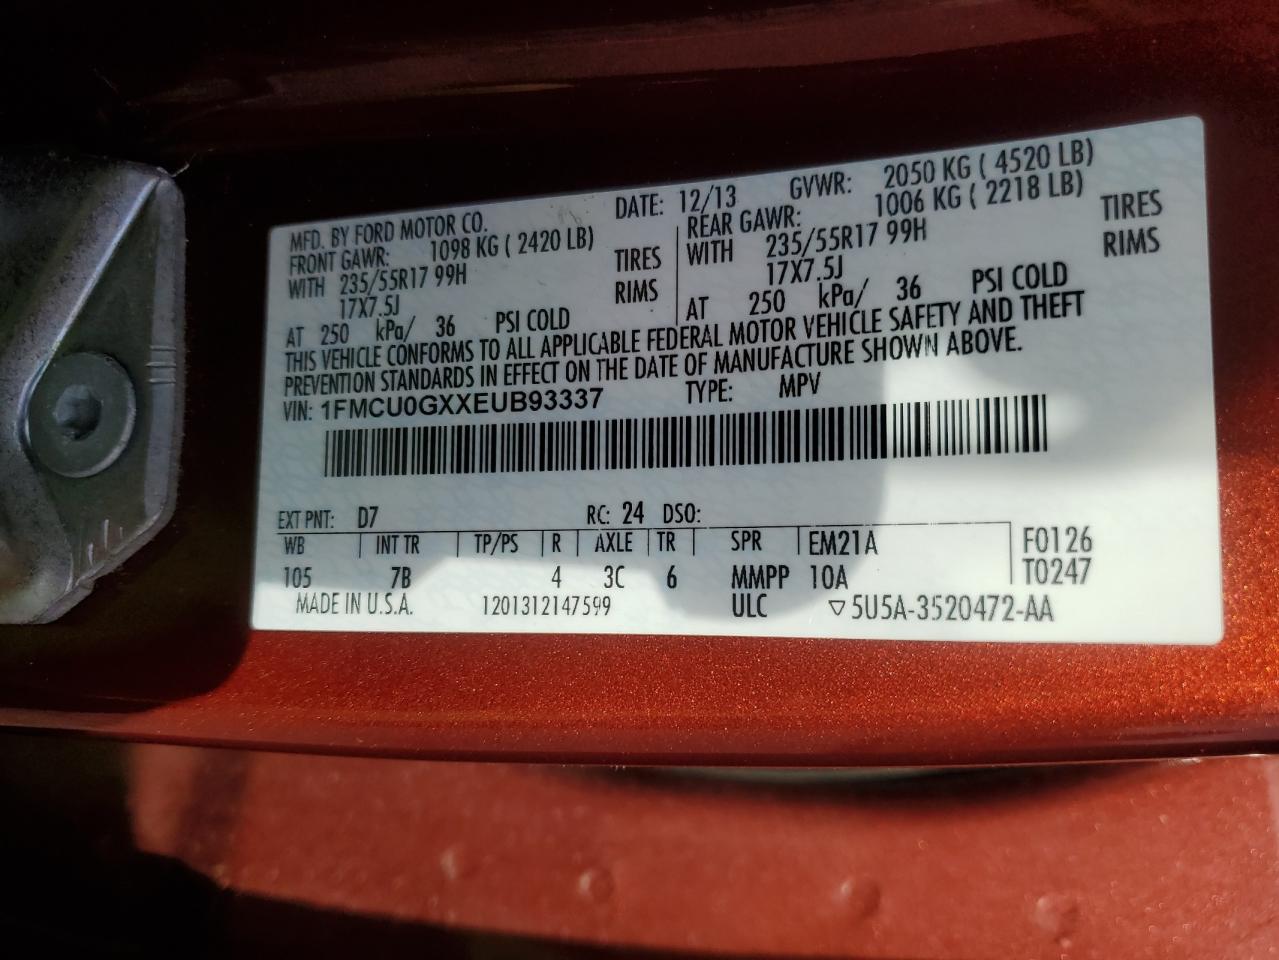 MFD. BY FORD MOTOR CO. DATE: 12/13 GVWR: 2050 KG ( 4520 LB)
FRONT GAWR: 1098 KG ( 2420 LB) REAR GAWR: 1006 KG ( 2218 LB)
WITH 235/55R17 99H TIRES WITH 235/55R17 99H TIRES
17X7.5J RIMS 17X7.5J RIMS
AT 250 kPa/ 36 PSI COLD AT 250 kPa/ 36 PSI COLD
THIS VEHICLE CONFORMS TO ALL APPLICABLE FEDERAL MOTOR VEHICLE SAFETY AND THEFT
PREVENTION STANDARDS IN EFFECT ON THE DATE OF MANUFACTURE SHOWN ABOVE.
VIN: 1FMCU0GXXEUB93337 TYPE: MPV
EXT PNT: D7 RC: 24 DSO:
WB INT TR TP/PS R AXLE TR SPR EM21A F0126
105 7B 4 3C 6 MMPP 10A T0247
MADE IN U.S.A. 1201312147599 ULC ▽5U5A-3520472-AA